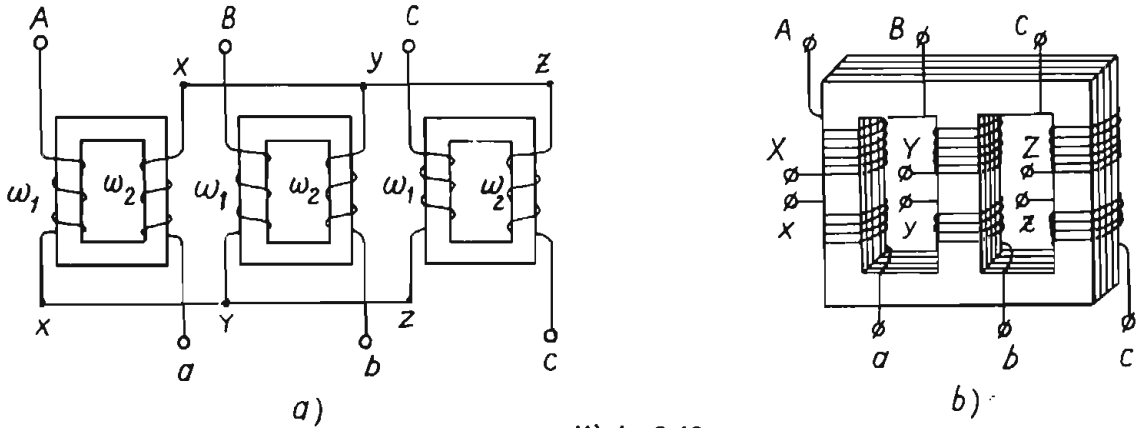 A B C
x y z
ω1 ω2 ω1 ω2 ω1 ω2
X Y Z
a b c
a)
A B C
X Y Z
x y z
a b c
b)